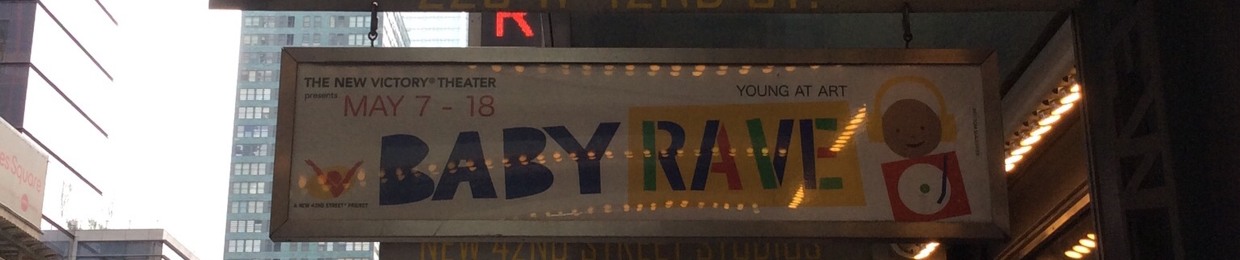 R
THE NEW VICTORY® THEATER
presents
MAY 7 - 18
YOUNG AT ART
BABY RAVE
A NEW 42ND STREET® PROJECT
NEW 42ND STREET STUDIOS